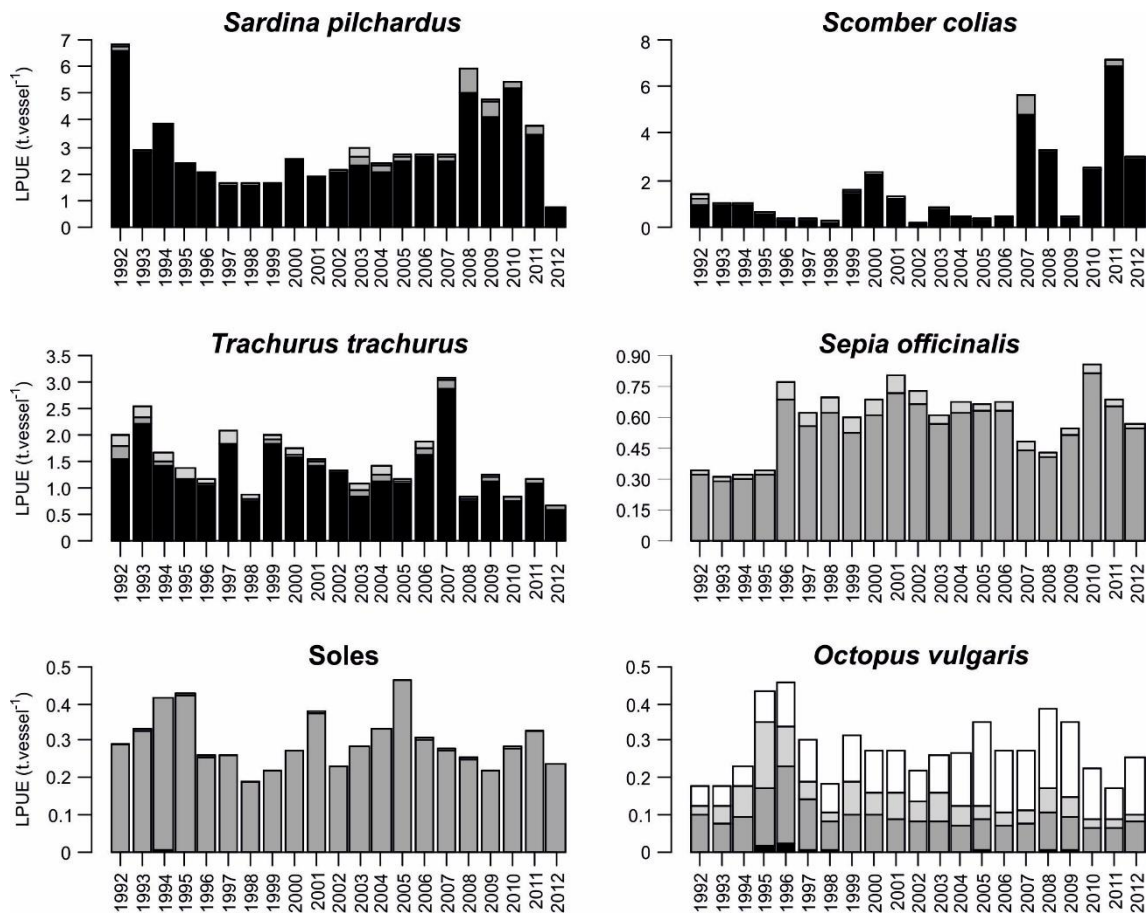 Sardina pilchardus
LPUE (t.vessel⁻¹)
7
6
5
4
3
2
1
0
1992 1993 1994 1995 1996 1997 1998 1999 2000 2001 2002 2003 2004 2005 2006 2007 2008 2009 2010 2011 2012
Scomber colias
8
6
4
2
0
1992 1993 1994 1995 1996 1997 1998 1999 2000 2001 2002 2003 2004 2005 2006 2007 2008 2009 2010 2011 2012
Trachurus trachurus
LPUE (t.vessel⁻¹)
3.5
3.0
2.5
2.0
1.5
1.0
0.5
0
1992 1993 1994 1995 1996 1997 1998 1999 2000 2001 2002 2003 2004 2005 2006 2007 2008 2009 2010 2011 2012
Sepia officinalis
0.90
0.75
0.60
0.45
0.30
0.15
0
1992 1993 1994 1995 1996 1997 1998 1999 2000 2001 2002 2003 2004 2005 2006 2007 2008 2009 2010 2011 2012
Soles
LPUE (t.vessel⁻¹)
0.5
0.4
0.3
0.2
0.1
0
1992 1993 1994 1995 1996 1997 1998 1999 2000 2001 2002 2003 2004 2005 2006 2007 2008 2009 2010 2011 2012
Octopus vulgaris
0.5
0.4
0.3
0.2
0.1
0
1992 1993 1994 1995 1996 1997 1998 1999 2000 2001 2002 2003 2004 2005 2006 2007 2008 2009 2010 2011 2012